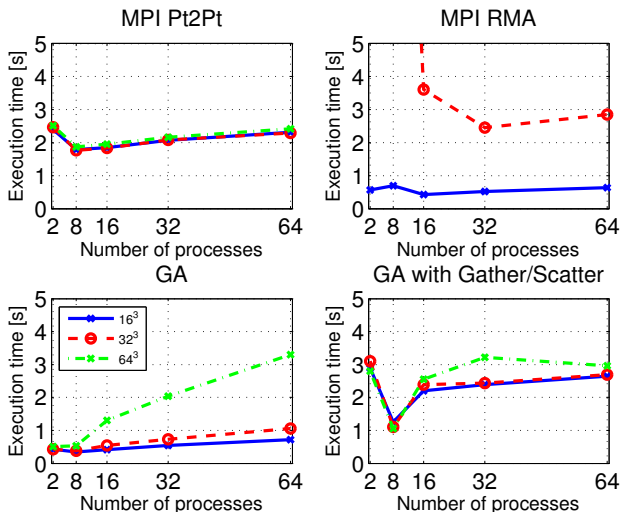 MPI Pt2Pt
MPI RMA
Execution time [s]
5
4
3
2
1
0
2 8 16 32 64
Number of processes
Execution time [s]
5
4
3
2
1
0
2 8 16 32 64
Number of processes
GA
GA with Gather/Scatter
Execution time [s]
5
4
3
2
1
0
16³
32³
64³
2 8 16 32 64
Number of processes
Execution time [s]
5
4
3
2
1
0
2 8 16 32 64
Number of processes